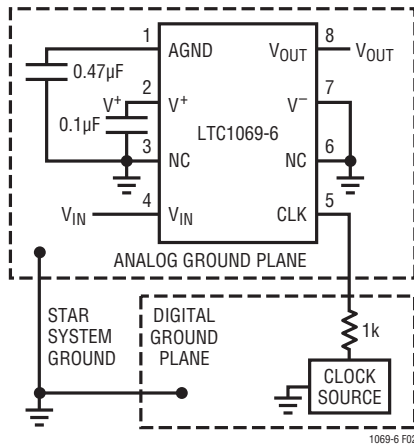 1 AGND VOUT 8 VOUT
0.47µF
V+ 2 V+ V− 7
0.1µF LTC1069-6
3 NC NC 6
VIN 4 VIN CLK 5
ANALOG GROUND PLANE
STAR
SYSTEM
GROUND
DIGITAL
GROUND
PLANE
1k
CLOCK
SOURCE
1069-6 F02